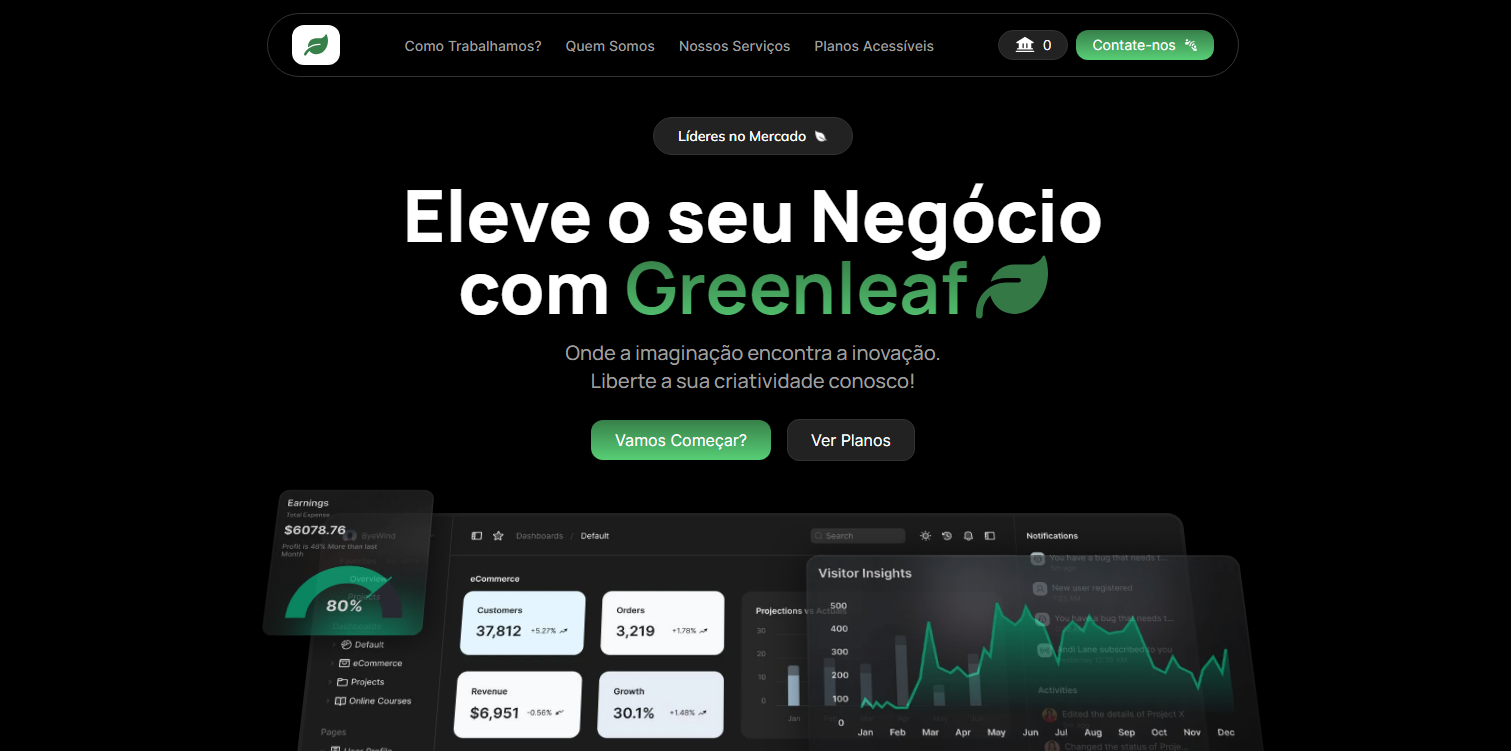 Como Trabalhamos?
Quem Somos
Nossos Serviços
Planos Acessíveis
0
Contate-nos
Líderes no Mercado
Eleve o seu Negócio
com Greenleaf
Onde a imaginação encontra a inovação.
Liberte a sua criatividade conosco!
Vamos Começar?
Ver Planos
Earnings
Total Expense
$6078.76
Profit is 48% More than last
Month
80%
ByeWind
Overview
Projects
Default
eCommerce
Projects
Online Courses
Pages
User Profile
Dashboards / Default
Search
eCommerce
Customers
37,812 +5.27%
Orders
3,219 +1.78%
Revenue
$6,951 -0.56%
Growth
30.1% +1.48%
Projections vs Actuals
30
20
10
0
Jan Feb Mar Apr May Jun
Visitor Insights
500
400
300
200
100
0
Jan Feb Mar Apr May Jun Jul Aug Sep Oct Nov Dec
Notifications
You have a bug that needs t...
New user registered
You have a bug that needs t...
Andi Lane subscribed to you
Activities
Edited the details of Project X
Changed the status of Proje...